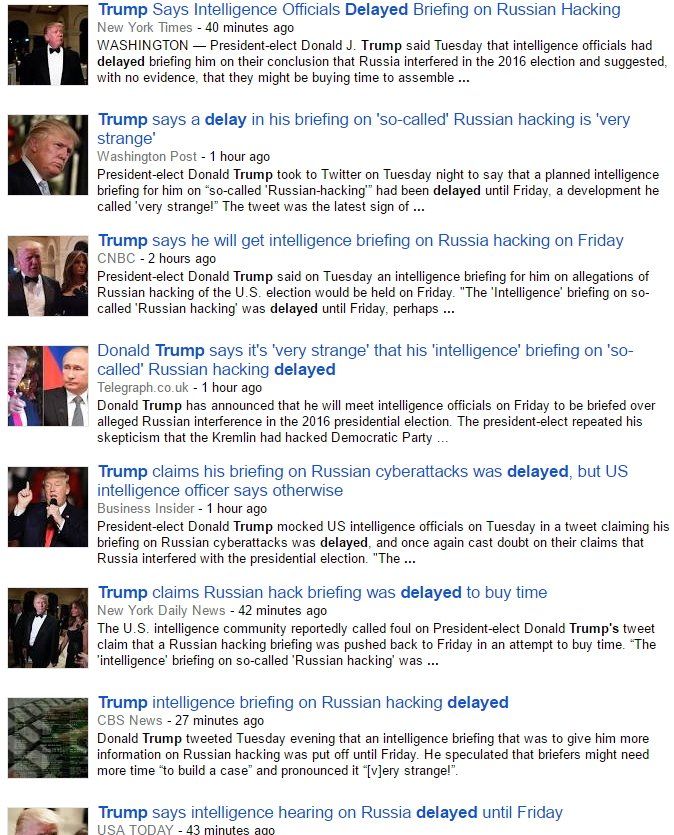 Trump Says Intelligence Officials Delayed Briefing on Russian Hacking
New York Times - 40 minutes ago
WASHINGTON — President-elect Donald J. Trump said Tuesday that intelligence officials had
delayed briefing him on their conclusion that Russia interfered in the 2016 election and suggested,
with no evidence, that they might be buying time to assemble ...
Trump says a delay in his briefing on 'so-called' Russian hacking is 'very
strange'
Washington Post - 1 hour ago
President-elect Donald Trump took to Twitter on Tuesday night to say that a planned intelligence
briefing for him on “so-called 'Russian-hacking'” had been delayed until Friday, a development he
called 'very strange!” The tweet was the latest sign of ...
Trump says he will get intelligence briefing on Russia hacking on Friday
CNBC - 2 hours ago
President-elect Donald Trump said on Tuesday an intelligence briefing for him on allegations of
Russian hacking of the U.S. election would be held on Friday. "The 'Intelligence' briefing on so-
called 'Russian hacking' was delayed until Friday, perhaps ...
Donald Trump says it's 'very strange' that his 'intelligence' briefing on 'so-
called' Russian hacking delayed
Telegraph.co.uk - 1 hour ago
Donald Trump has announced that he will meet intelligence officials on Friday to be briefed over
alleged Russian interference in the 2016 presidential election. The president-elect repeated his
skepticism that the Kremlin had hacked Democratic Party ...
Trump claims his briefing on Russian cyberattacks was delayed, but US
intelligence officer says otherwise
Business Insider - 1 hour ago
President-elect Donald Trump mocked US intelligence officials on Tuesday in a tweet claiming his
briefing on Russian cyberattacks was delayed, and once again cast doubt on their claims that
Russia interfered with the presidential election. "The ...
Trump claims Russian hack briefing was delayed to buy time
New York Daily News - 42 minutes ago
The U.S. intelligence community reportedly called foul on President-elect Donald Trump's tweet
claim that a Russian hacking briefing was pushed back to Friday in an attempt to buy time. “The
'intelligence' briefing on so-called 'Russian hacking' was ...
Trump intelligence briefing on Russian hacking delayed
CBS News - 27 minutes ago
Donald Trump tweeted Tuesday evening that an intelligence briefing that was to give him more
information on Russian hacking was put off until Friday. He speculated that briefers might need
more time “to build a case” and pronounced it “[v]ery strange!”.
Trump says intelligence hearing on Russia delayed until Friday
USA TODAY - 43 minutes ago